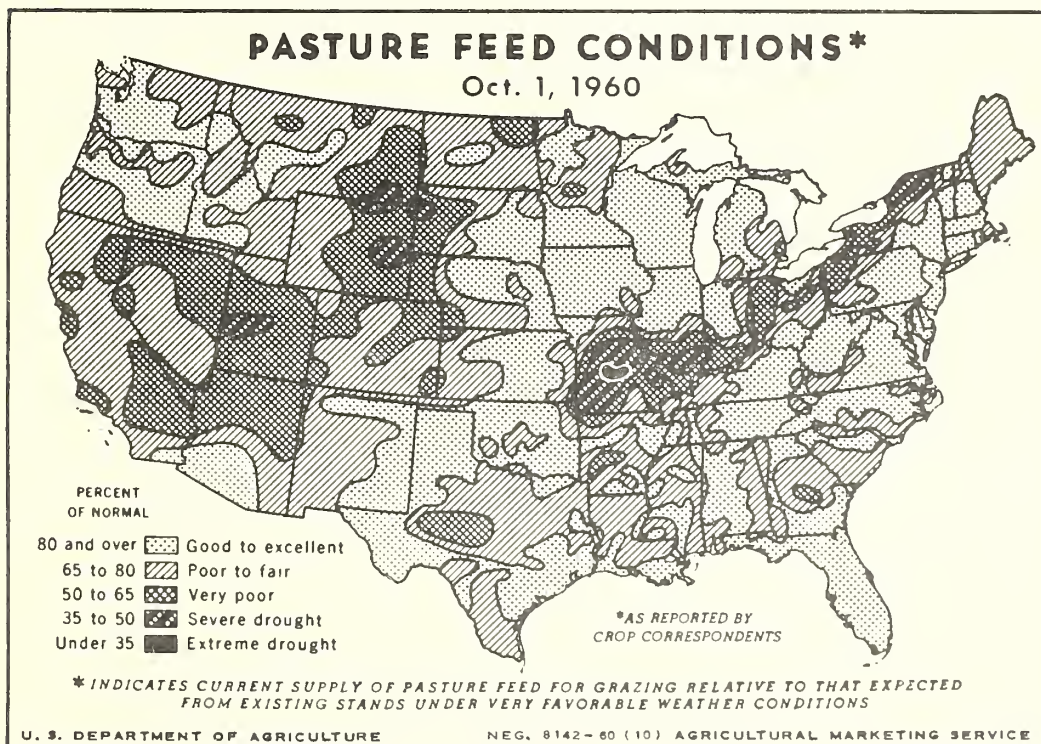 PASTURE FEED CONDITIONS*
Oct. 1, 1960
PERCENT
OF NORMAL
80 and over Good to excellent
65 to 80 Poor to fair
50 to 65 Very poor
35 to 50 Severe drought
Under 35 Extreme drought
*AS REPORTED BY
CROP CORRESPONDENTS
* INDICATES CURRENT SUPPLY OF PASTURE FEED FOR GRAZING RELATIVE TO THAT EXPECTED
FROM EXISTING STANDS UNDER VERY FAVORABLE WEATHER CONDITIONS
U. S. DEPARTMENT OF AGRICULTURE NEG. 8142-60 (10) AGRICULTURAL MARKETING SERVICE